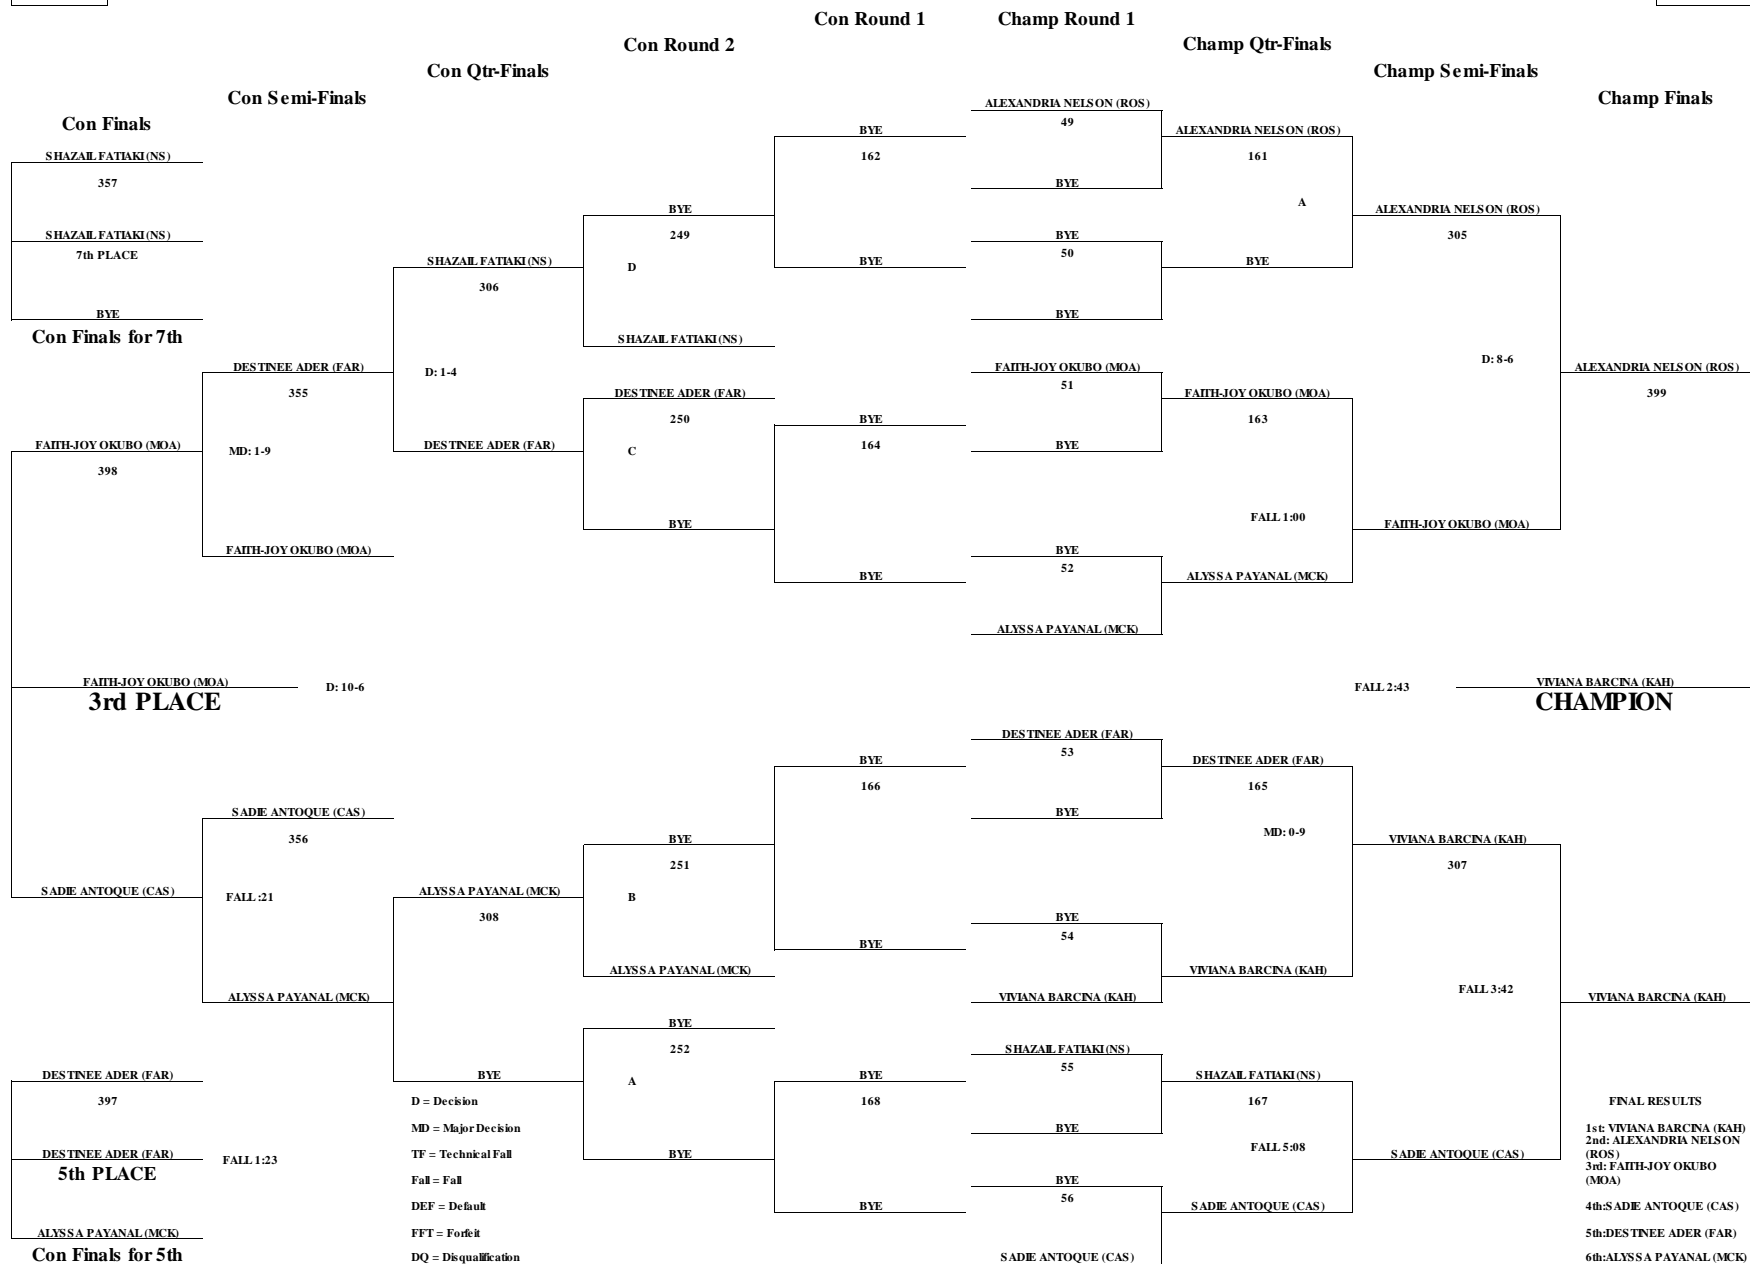 Con Round 1
Champ Round 1
Con Round 2
Champ Qtr-Finals
Con Qtr-Finals
Champ Semi-Finals
Con Semi-Finals
Champ Finals
ALEXANDRIA NELSON (ROS)
Con Finals
49
BYE
ALEXANDRIA NELSON (ROS)
SHAZAIL FATIAKI (NS)
162
161
357
BYE
A
BYE
ALEXANDRIA NELSON (ROS)
SHAZAIL FATIAKI (NS)
249
BYE
305
7th PLACE
50
SHAZAIL FATIAKI (NS)
D
BYE
BYE
306
BYE
BYE
Con Finals for 7th
SHAZAIL FATIAKI (NS)
D: 8-6
DESTINEE ADER (FAR)
D: 1-4
FAITH-JOY OKUBO (MOA)
ALEXANDRIA NELSON (ROS)
51
355
DESTINEE ADER (FAR)
FAITH-JOY OKUBO (MOA)
399
250
BYE
163
FAITH-JOY OKUBO (MOA)
MD: 1-9
DESTINEE ADER (FAR)
C
164
BYE
398
FALL 1:00
BYE
FAITH-JOY OKUBO (MOA)
FAITH-JOY OKUBO (MOA)
BYE
52
BYE
ALYSSA PAYANAL (MCK)
ALYSSA PAYANAL (MCK)
FAITH-JOY OKUBO (MOA)
D: 10-6
FALL 2:43
VIVIANA BARCINA (KAH)
3rd PLACE
CHAMPION
DESTINEE ADER (FAR)
53
BYE
DESTINEE ADER (FAR)
166
165
SADIE ANTOQUE (CAS)
BYE
356
BYE
MD: 0-9
VIVIANA BARCINA (KAH)
251
307
SADIE ANTOQUE (CAS)
FALL :21
ALYSSA PAYANAL (MCK)
B
308
BYE
54
BYE
ALYSSA PAYANAL (MCK)
VIVIANA BARCINA (KAH)
FALL 3:42
ALYSSA PAYANAL (MCK)
VIVIANA BARCINA (KAH)
VIVIANA BARCINA (KAH)
BYE
252
SHAZAIL FATIAKI (NS)
55
DESTINEE ADER (FAR)
BYE
A
BYE
SHAZAIL FATIAKI (NS)
397
D = Decision
168
167
FINAL RESULTS
MD = Major Decision
BYE
1st: VIVIANA BARCINA (KAH)
2nd: ALEXANDRIA NELSON
(ROS)
DESTINEE ADER (FAR)
FALL 1:23
TF = Technical Fall
BYE
FALL 5:08
SADIE ANTOQUE (CAS)
3rd: FAITH-JOY OKUBO
(MOA)
5th PLACE
Fall = Fall
BYE
56
DEF = Default
BYE
SADIE ANTOQUE (CAS)
4th:SADIE ANTOQUE (CAS)
ALYSSA PAYANAL (MCK)
FFT = Forfeit
5th:DESTINEE ADER (FAR)
Con Finals for 5th
DQ = Disqualification
SADIE ANTOQUE (CAS)
6th:ALYSSA PAYANAL (MCK)